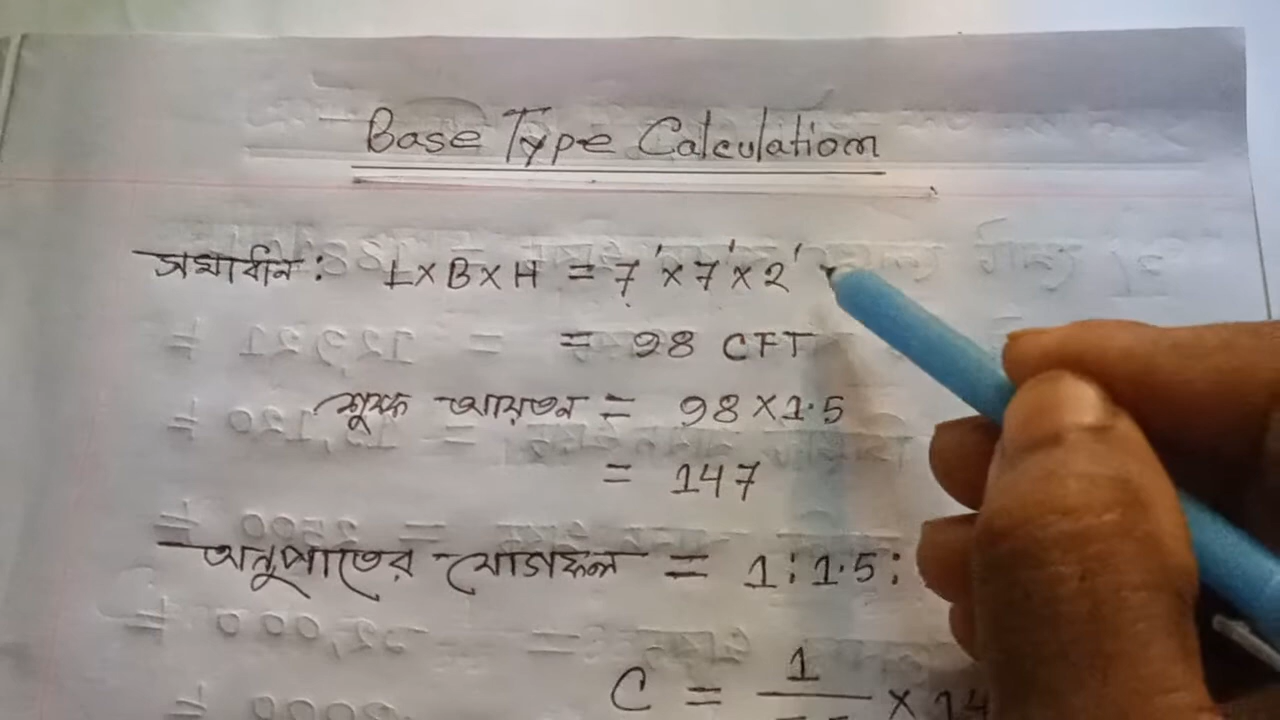 Base Type Calculation
সমাধান: L×B×H = 7'×7'×2'
= 98 CFT
শুষ্ক আয়তন = 98×1.5
= 147
অনুপাতের যোগফল = 1:1.5:
C = 1 × 14